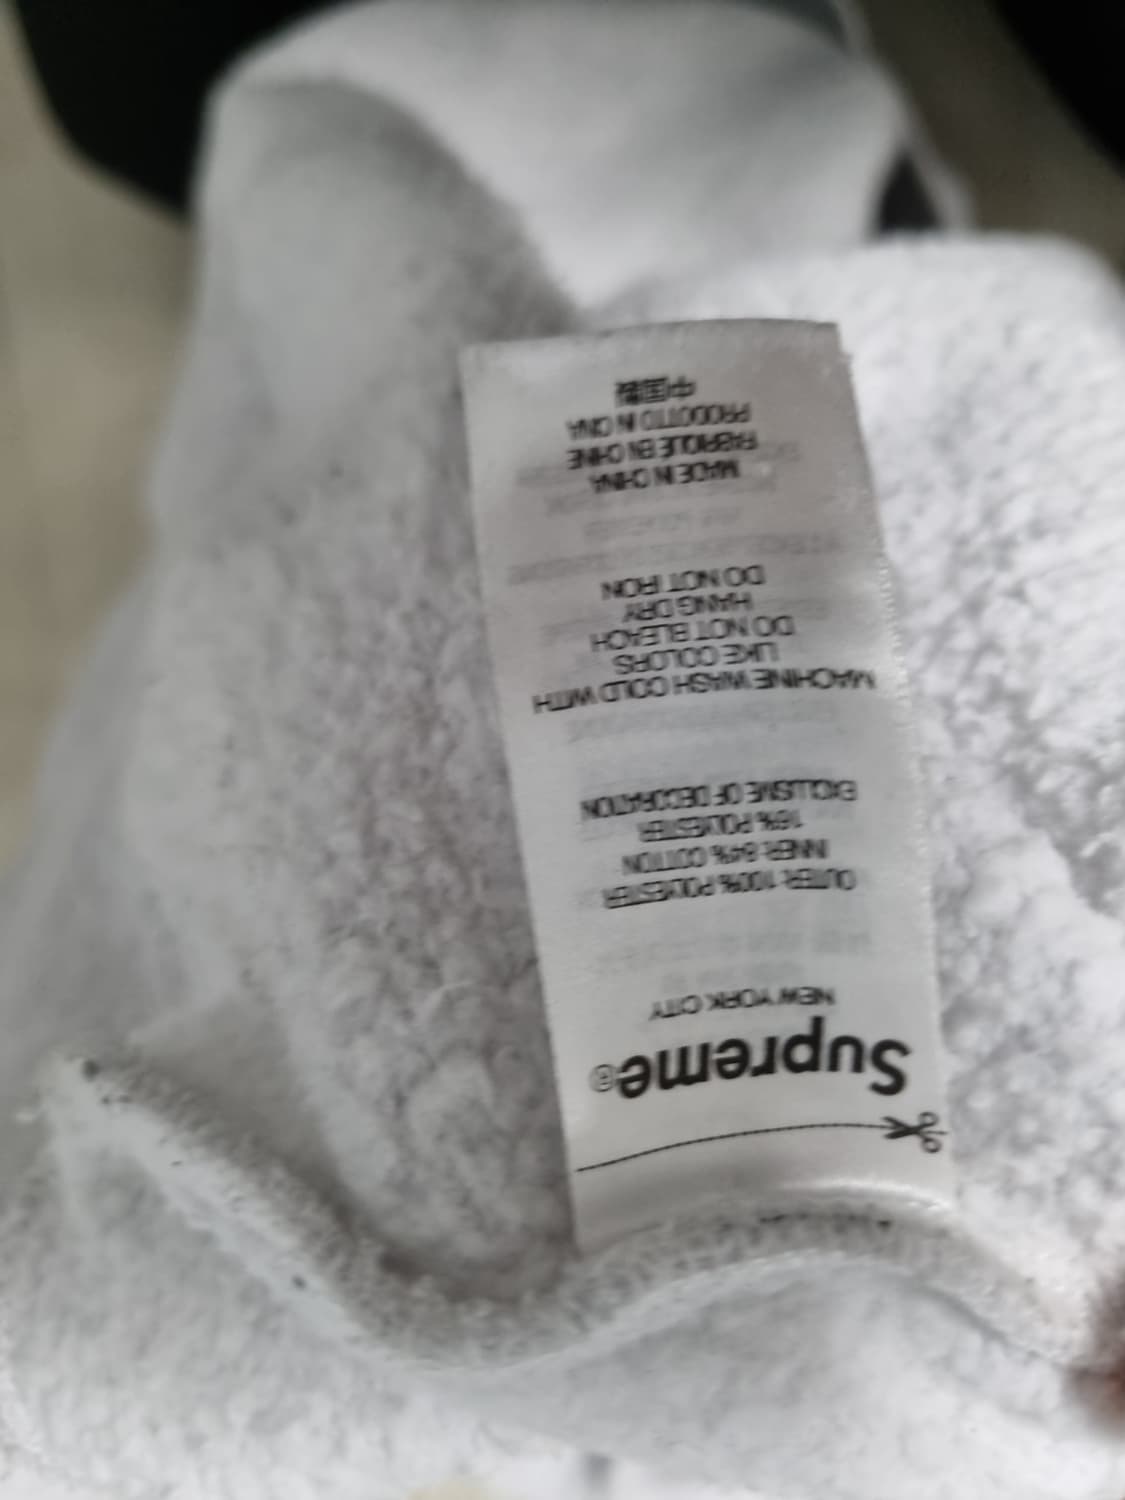 Supreme®
NEW YORK CITY
OUTER: 100% POLYESTER
INNER: 84% COTTON
16% POLYESTER
EXCLUSIVE OF DECORATION
MACHINE WASH COLD WITH
LIKE COLORS
DO NOT BLEACH
HANG DRY
DO NOT IRON
MADE IN CHINA
FABRIQUE EN CHINE
PRODOTTO IN CINA
中国製